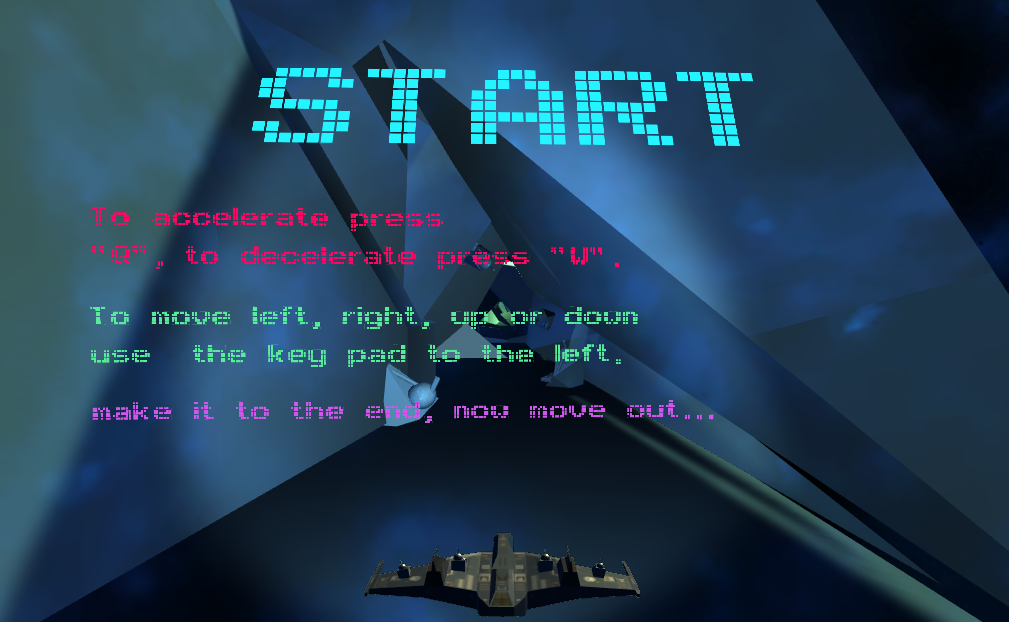 START
To accelerate press
"Q", to decelerate press "W".
To move left, right, up or down
use the key pad to the left.
make it to the end, now move out...